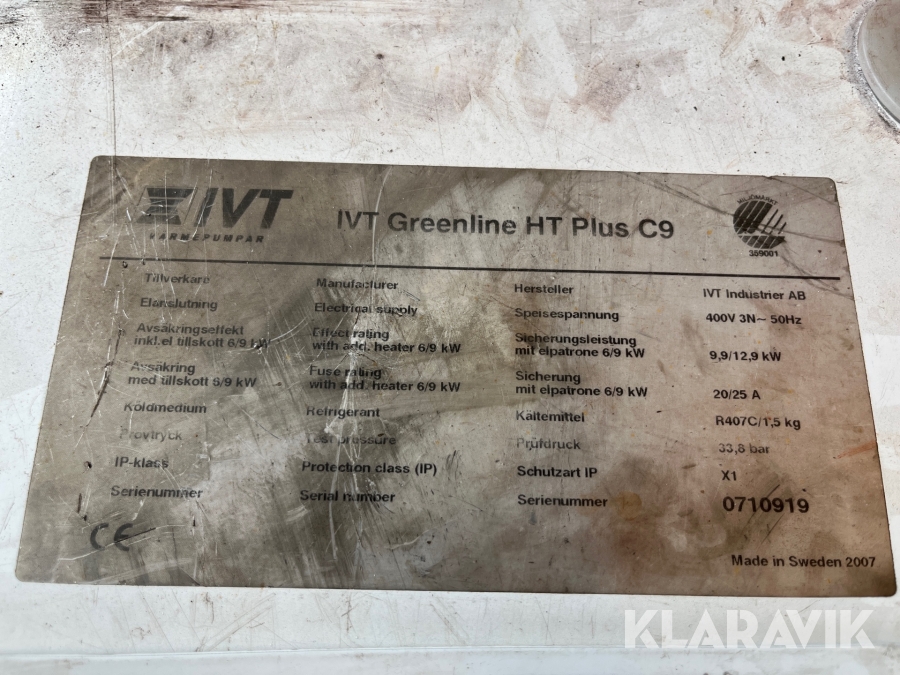 IVT
VÄRMEPUMPAR
IVT Greenline HT Plus C9
MILJÖMÄRKT
359001
Tillverkare Manufacturer Hersteller IVT Industrier AB
Elanslutning Electrical supply Speisespannung 400V 3N~ 50Hz
Avsäkringseffekt Effect rating Sicherungsleistung
inkl.el tillskott 6/9 kW with add. heater 6/9 kW mit elpatrone 6/9 kW 9,9/12,9 kW
Avsäkring Fuse rating Sicherung
med tillskott 6/9 kW with add. heater 6/9 kW mit elpatrone 6/9 kW 20/25 A
Köldmedium Refrigerant Kältemittel R407C/1,5 kg
Provtryck Test pressure Prüfdruck 33,8 bar
IP-klass Protection class (IP) Schutzart IP X1
Serienummer Serial number Serienummer 0710919
CE
Made in Sweden 2007
KLARAVIK